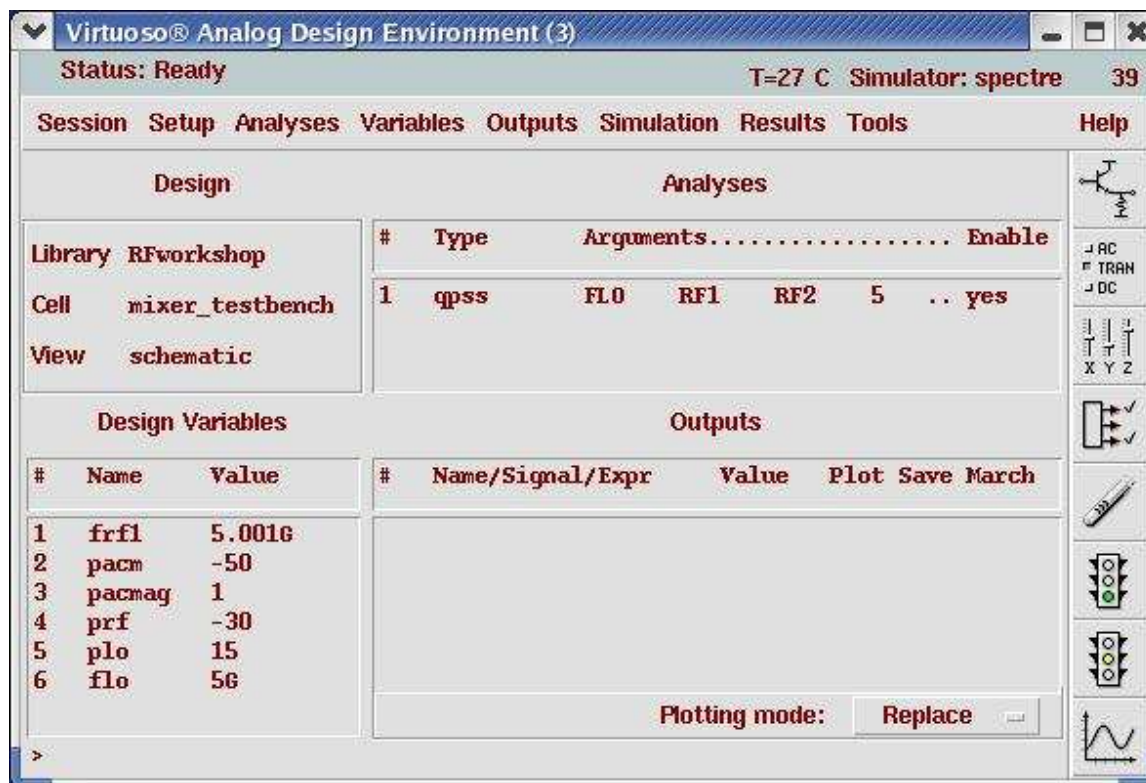 Virtuoso® Analog Design Environment (3)
Status: Ready T=27 C Simulator: spectre 39
Session Setup Analyses Variables Outputs Simulation Results Tools Help
Design
Analyses
Library RFworkshop
Cell mixer_testbench
View schematic
# Type Arguments................... Enable
1 qpss FLO RF1 RF2 5 .. yes
Design Variables
Outputs
# Name Value
# Name/Signal/Expr Value Plot Save March
1 frf1 5.001G
2 pacm -50
3 pacmag 1
4 prf -30
5 plo 15
6 flo 5G
Plotting mode: Replace
>
AC
TRAN
DC
X Y Z